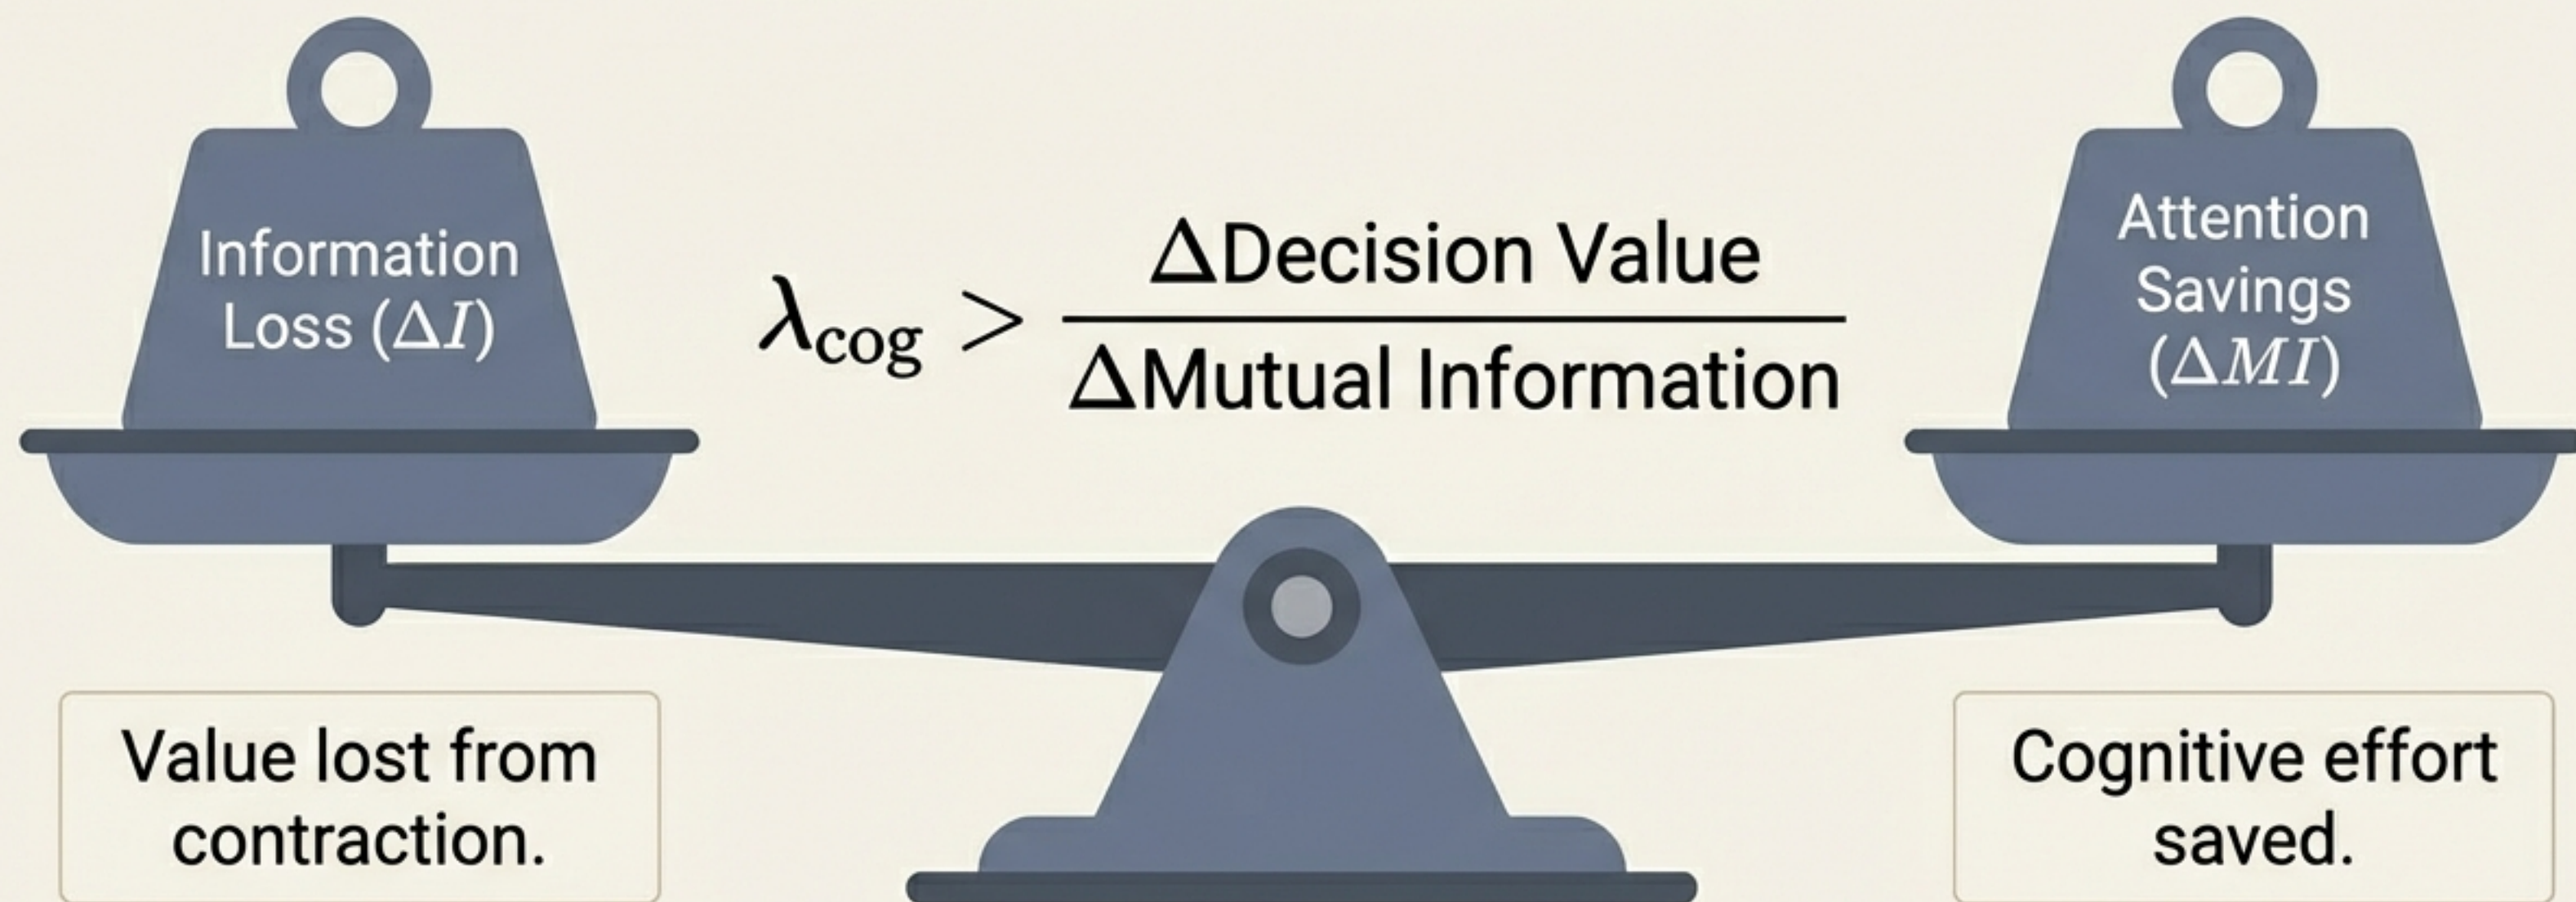 Information
Loss (ΔI)
λcog > ΔDecision Value
ΔMutual Information
Attention
Savings
(ΔMI)
Value lost from
contraction.
Cognitive effort
saved.